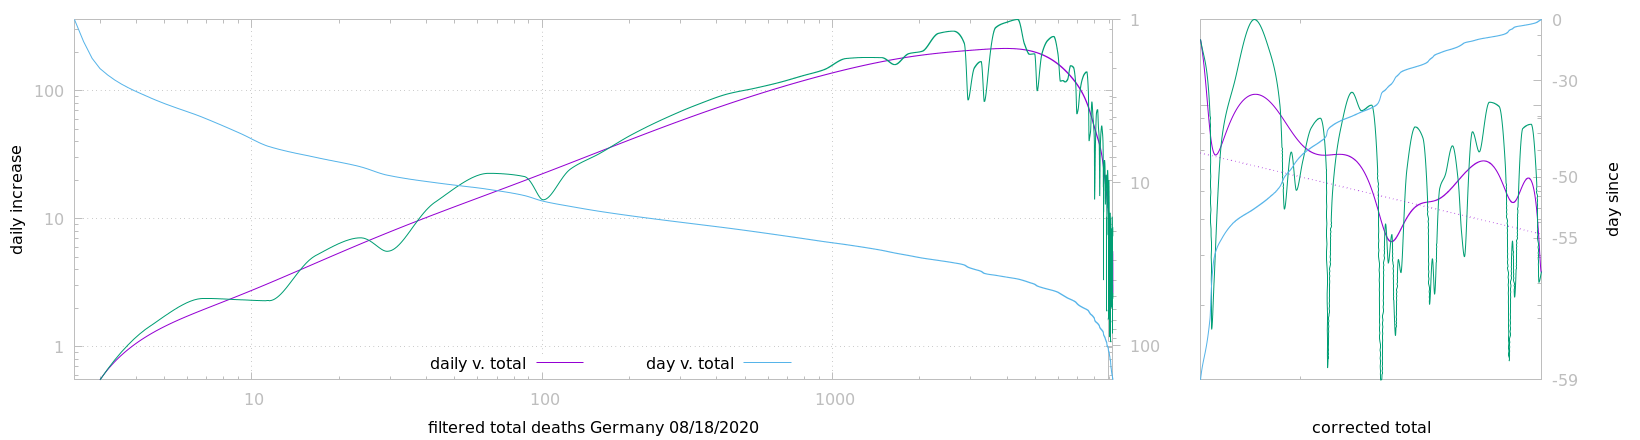 daily increase
100
10
1
10
100
1000
1
10
100
daily v. total
day v. total
filtered total deaths Germany 08/18/2020
0
-30
-50
-55
-59
day since
corrected total